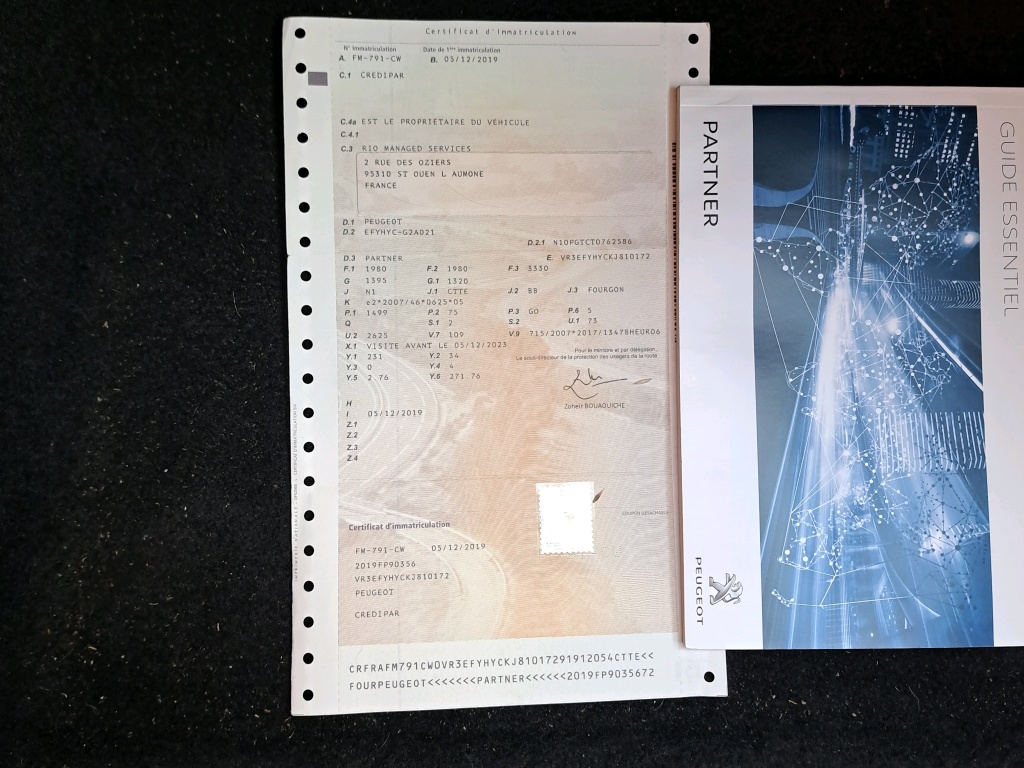 Certificat d'immatriculation
N° immatriculation Date de 1ère immatriculation
A. FM-791-CW B. 05/12/2019
C.1 CREDIPAR
C.4a EST LE PROPRIÉTAIRE DU VÉHICULE
C.4.1
C.3 RIO MANAGED SERVICES
2 RUE DES OZIERS
95310 ST OUEN L AUMONE
FRANCE
D.1 PEUGEOT
D.2 EFYHYC-G2A021
D.2.1 N10PGTCT0762586
D.3 PARTNER E. VR3EFYHYCKJ810172
F.1 1980 F.2 1980 F.3 3330
G 1395 G.1 1320
J N1 J.1 CTTE J.2 BB J.3 FOURGON
K e2*2007/46*0625*05
P.1 1499 P.2 75 P.3 GO P.6 5
Q S.1 2 S.2 U.1 73
U.2 2625 V.7 109 V.9 715/2007*2017/1347&HEURO6
X.1 VISITE AVANT LE 05/12/2023
Y.1 231 Y.2 34
Y.3 0 Y.4 4
Y.5 2.76 Y.6 271.76
Pour le ministre et par délégation,
Le sous-directeur de la protection des usagers de la route
Zoheir BOUAOUICHE
H
I 05/12/2019
Z.1
Z.2
Z.3
Z.4
COUPON DÉTACHABLE
Certificat d'immatriculation
FM-791-CW 05/12/2019
2019FP90356
VR3EFYHYCKJ810172
PEUGEOT
CREDIPAR
CRFRAFM791CW0VR3EFYHYCKJ81017291912054CTTE<<
FOURPEUGEOT<<<<<<<PARTNER<<<<<<2019FP9035672
PARTNER
GUIDE ESSENTIEL
PEUGEOT